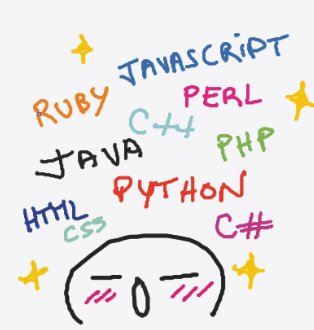 JAVASCRIPT
RUBY PERL
C++
JAVA PHP
PYTHON
HTML
CSS C#